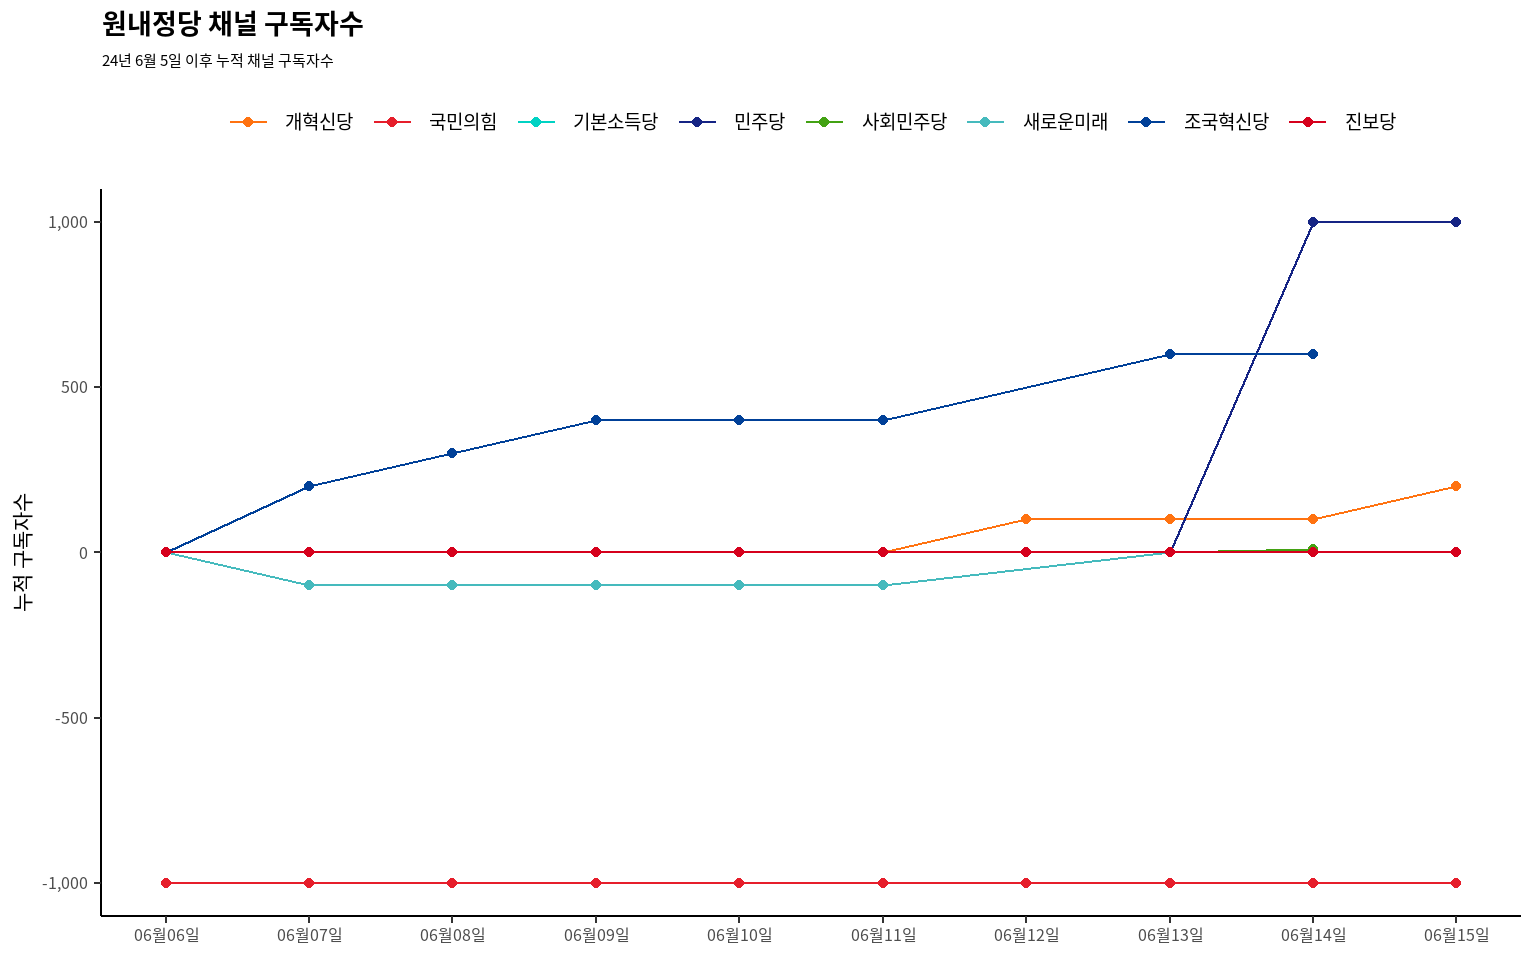 원내정당 채널 구독자수
24년 6월 5일 이후 누적 채널 구독자수
개혁신당 국민의힘 기본소득당 민주당 사회민주당 새로운미래 조국혁신당 진보당
누적 구독자수
1,000
500
0
-500
-1,000
06월06일 06월07일 06월08일 06월09일 06월10일 06월11일 06월12일 06월13일 06월14일 06월15일